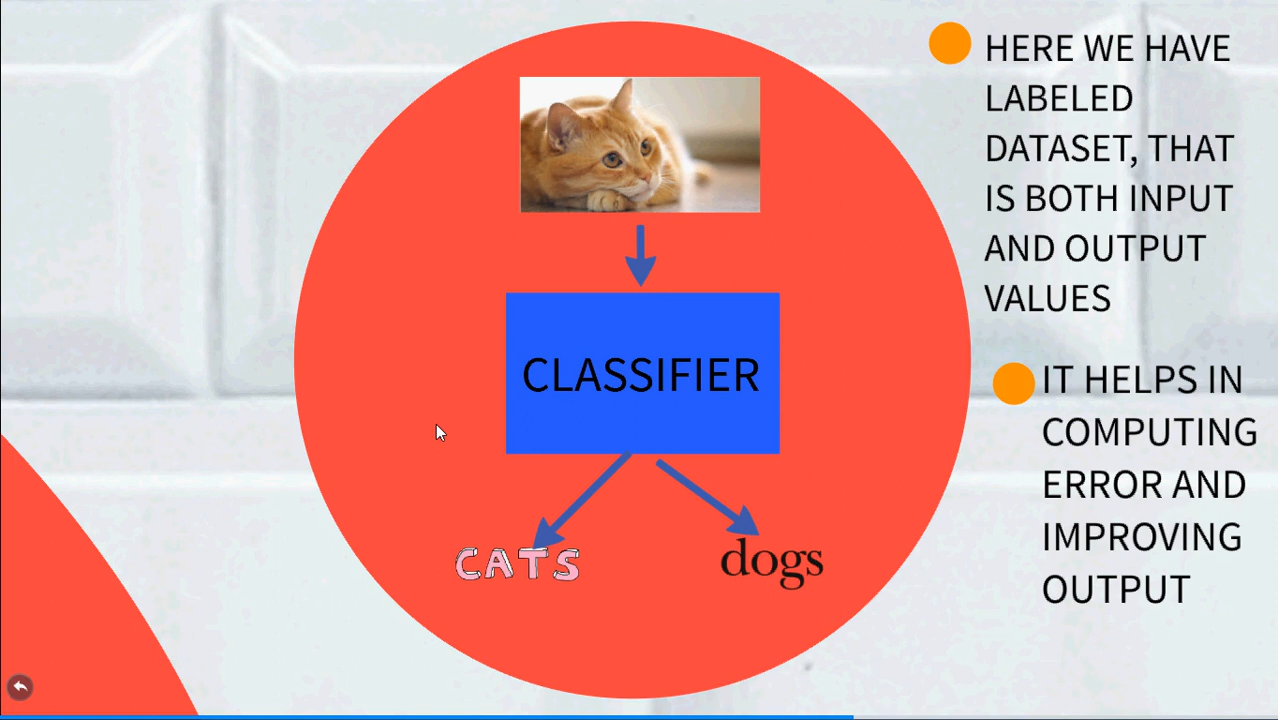 HERE WE HAVE
LABELED
DATASET, THAT
IS BOTH INPUT
AND OUTPUT
VALUES
IT HELPS IN
COMPUTING
ERROR AND
IMPROVING
OUTPUT
CLASSIFIER
CATS
dogs